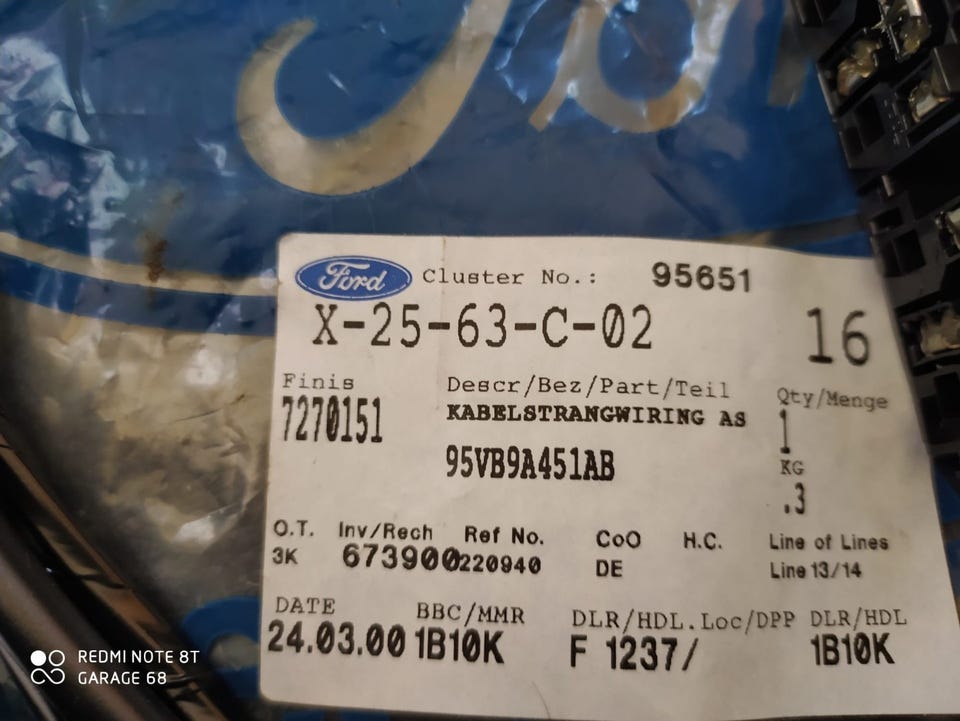 Ford Cluster No.: 95651
X-25-63-C-02 16
Finis Descr/Bez/Part/Teil Qty/Menge
7270151 KABELSTRANGWIRING AS 1
95VB9A451AB KG
.3
O.T. Inv/Rech Ref No. CoO H.C. Line of Lines
3K 673900220940 DE Line 13/14
DATE BBC/MMR DLR/HDL.Loc/DPP DLR/HDL
24.03.00 1B10K F 1237/ 1B10K
REDMI NOTE 8T
GARAGE 68